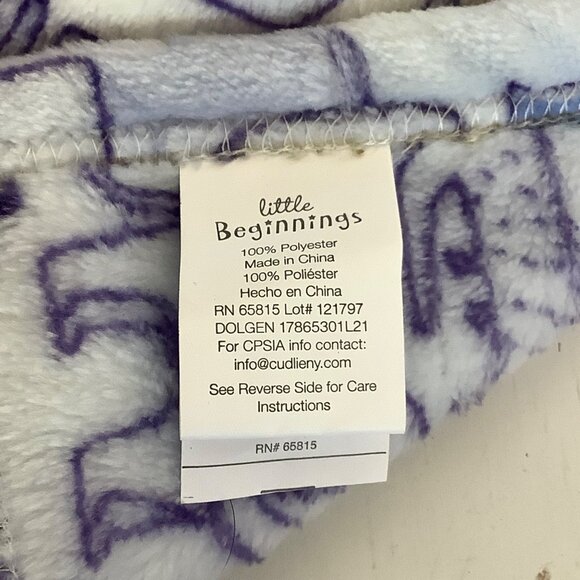 little
Beginnings
100% Polyester
Made in China
100% Poliéster
Hecho en China
RN 65815 Lot# 121797
DOLGEN 17865301L21
For CPSIA info contact:
info@cudlieny.com
See Reverse Side for Care
Instructions
RN# 65815